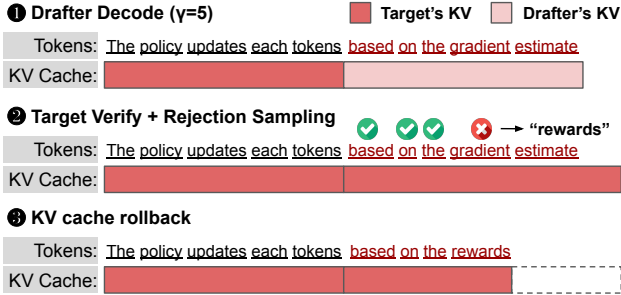 ❶ Drafter Decode (γ=5) Target's KV Drafter's KV
Tokens: The policy updates each tokens based on the gradient estimate
KV Cache:
❷ Target Verify + Rejection Sampling → “rewards”
Tokens: The policy updates each tokens based on the gradient estimate
KV Cache:
❸ KV cache rollback
Tokens: The policy updates each tokens based on the rewards
KV Cache: